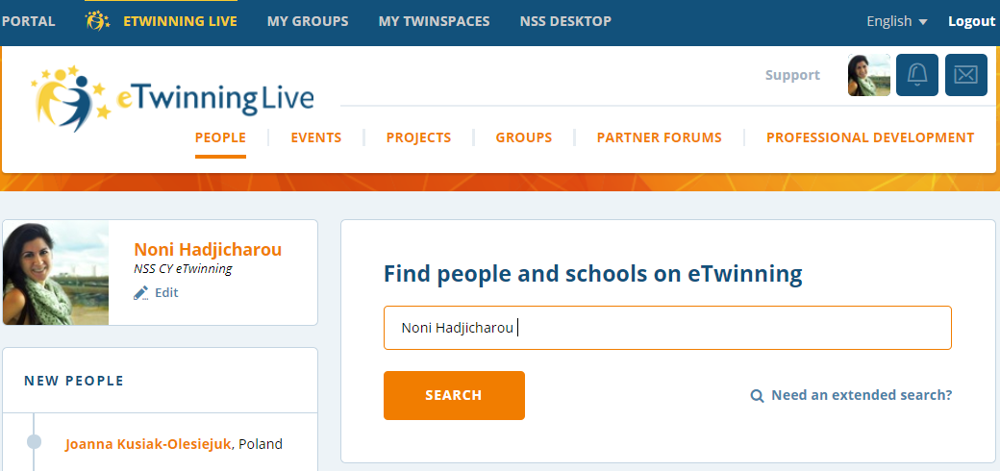 PORTAL ETWINNING LIVE MY GROUPS MY TWINSPACES NSS DESKTOP English Logout
eTwinning Live
Support
PEOPLE EVENTS PROJECTS GROUPS PARTNER FORUMS PROFESSIONAL DEVELOPMENT
Noni Hadjicharou
NSS CY eTwinning
Edit
NEW PEOPLE
Joanna Kusiak-Olesiejuk, Poland
Find people and schools on eTwinning
Noni Hadjicharou
SEARCH
Need an extended search?